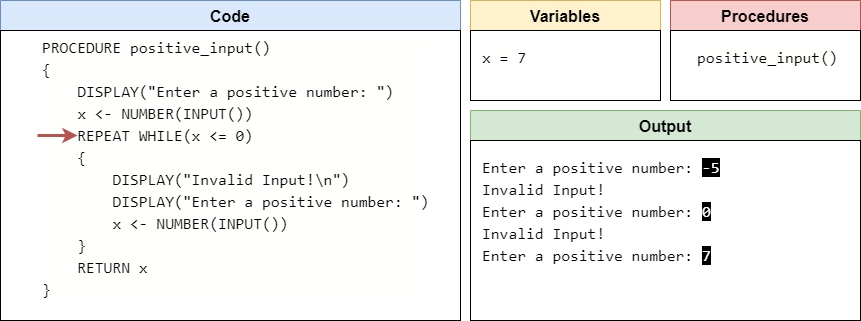 Code
PROCEDURE positive_input()
{
    DISPLAY("Enter a positive number: ")
    x <- NUMBER(INPUT())
    REPEAT WHILE(x <= 0)
    {
        DISPLAY("Invalid Input!\n")
        DISPLAY("Enter a positive number: ")
        x <- NUMBER(INPUT())
    }
    RETURN x
}
Variables
x = 7
Procedures
positive_input()
Output
Enter a positive number: -5
Invalid Input!
Enter a positive number: 0
Invalid Input!
Enter a positive number: 7